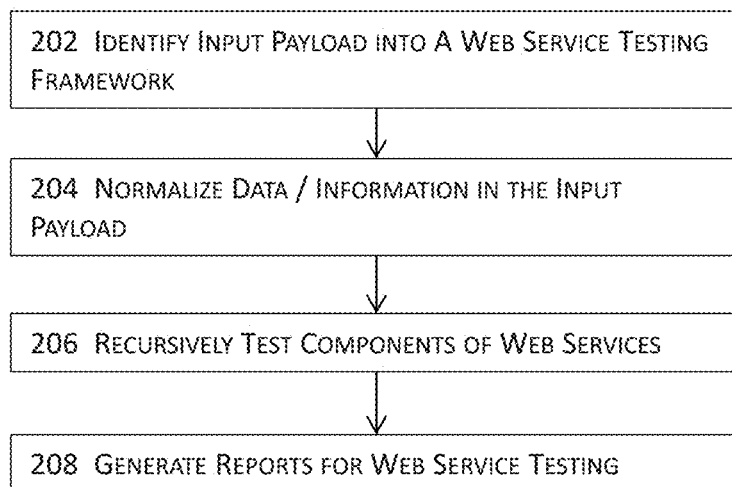 202 IDENTIFY INPUT PAYLOAD INTO A WEB SERVICE TESTING
FRAMEWORK
204 NORMALIZE DATA / INFORMATION IN THE INPUT
PAYLOAD
206 RECURSIVELY TEST COMPONENTS OF WEB SERVICES
208 GENERATE REPORTS FOR WEB SERVICE TESTING